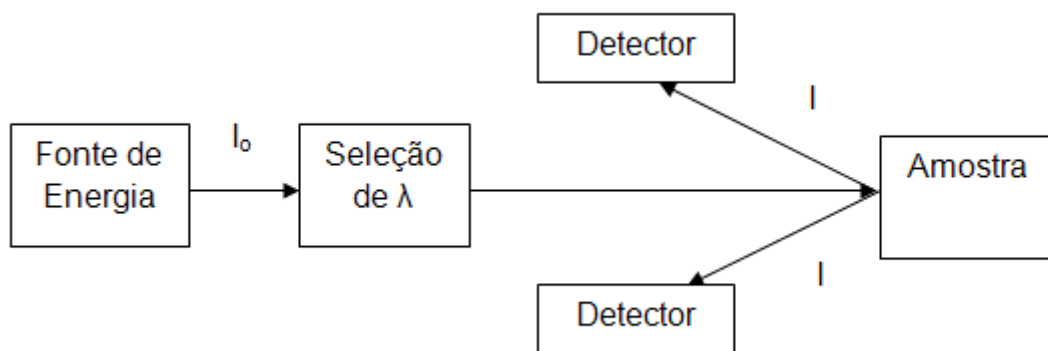 Detector
I
Fonte de
Energia
Iₒ
Seleção
de λ
Amostra
I
Detector